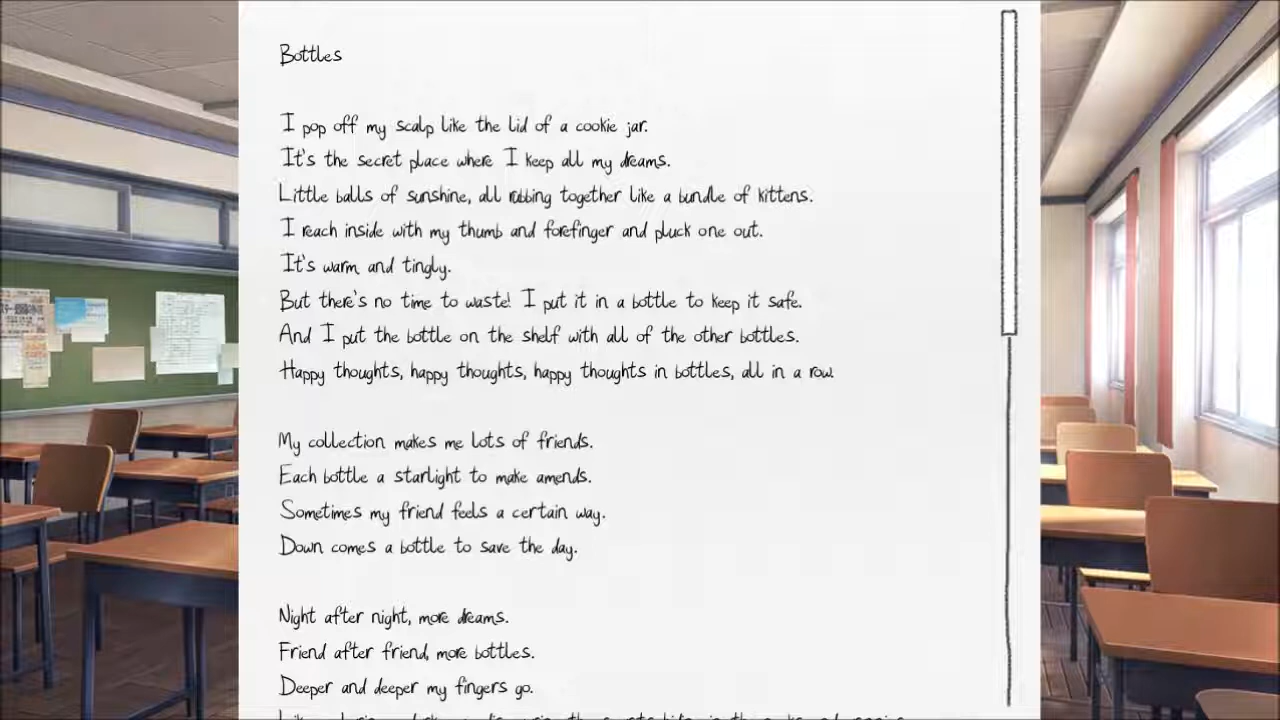 Bottles
I pop off my scalp like the lid of a cookie jar.
It's the secret place where I keep all my dreams.
Little balls of sunshine, all rubbing together like a bundle of kittens.
I reach inside with my thumb and forefinger and pluck one out.
It's warm and tingly.
But there's no time to waste! I put it in a bottle to keep it safe.
And I put the bottle on the shelf with all of the other bottles.
Happy thoughts, happy thoughts, happy thoughts in bottles, all in a row.
My collection makes me lots of friends.
Each bottle a starlight to make amends.
Sometimes my friend feels a certain way.
Down comes a bottle to save the day.
Night after night, more dreams.
Friend after friend, more bottles.
Deeper and deeper my fingers go.